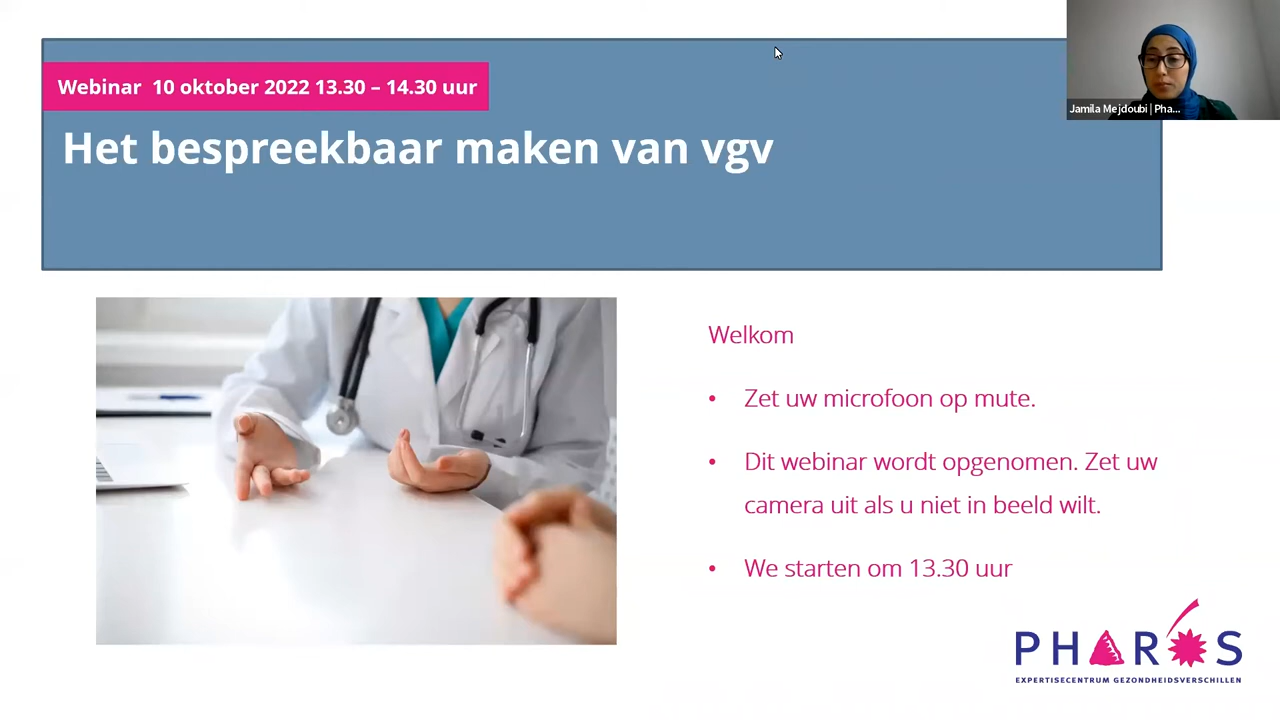 Webinar 10 oktober 2022 13.30 – 14.30 uur
Het bespreekbaar maken van vgv
Jamila Mejdoubi | Pha...
Welkom
• Zet uw microfoon op mute.
• Dit webinar wordt opgenomen. Zet uw
camera uit als u niet in beeld wilt.
• We starten om 13.30 uur
PHAROS
EXPERTISECENTRUM GEZONDHEIDSVERSCHILLEN